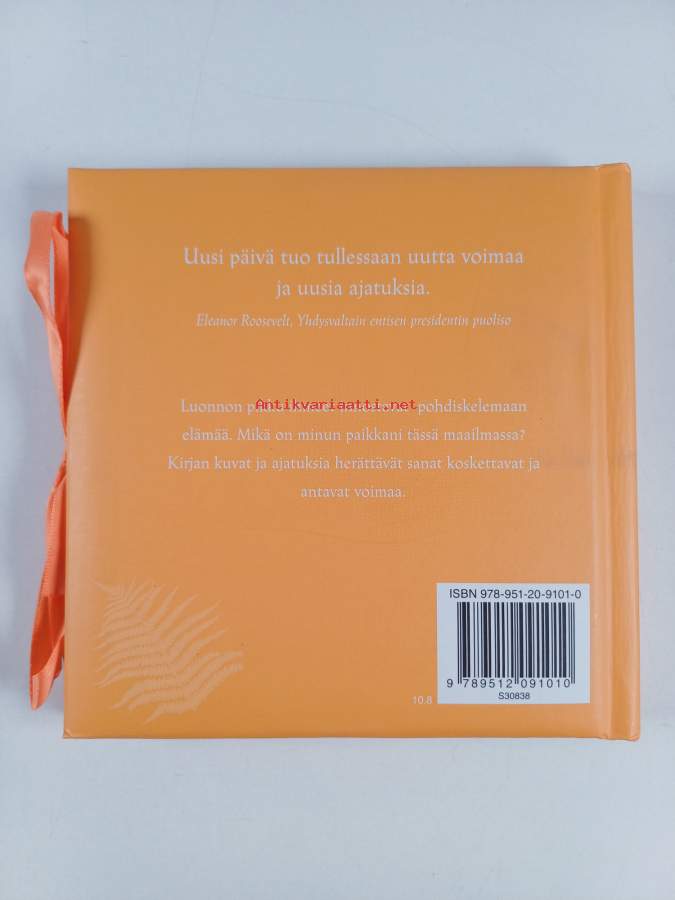 Uusi päivä tuo tullessaan uutta voimaa
ja uusia ajatuksia.
Eleanor Roosevelt, Yhdysvaltain entisen presidentin puoliso
Antikvariaatti.net
Luonnon pohdiskelemaan
elämää. Mikä on minun paikkani tässä maailmassa?
Kirjan kuvat ja ajatuksia herättävät sanat koskettavat ja
antavat voimaa.
ISBN 978-951-20-9101-0
9 789512 091010
S30838
10.8